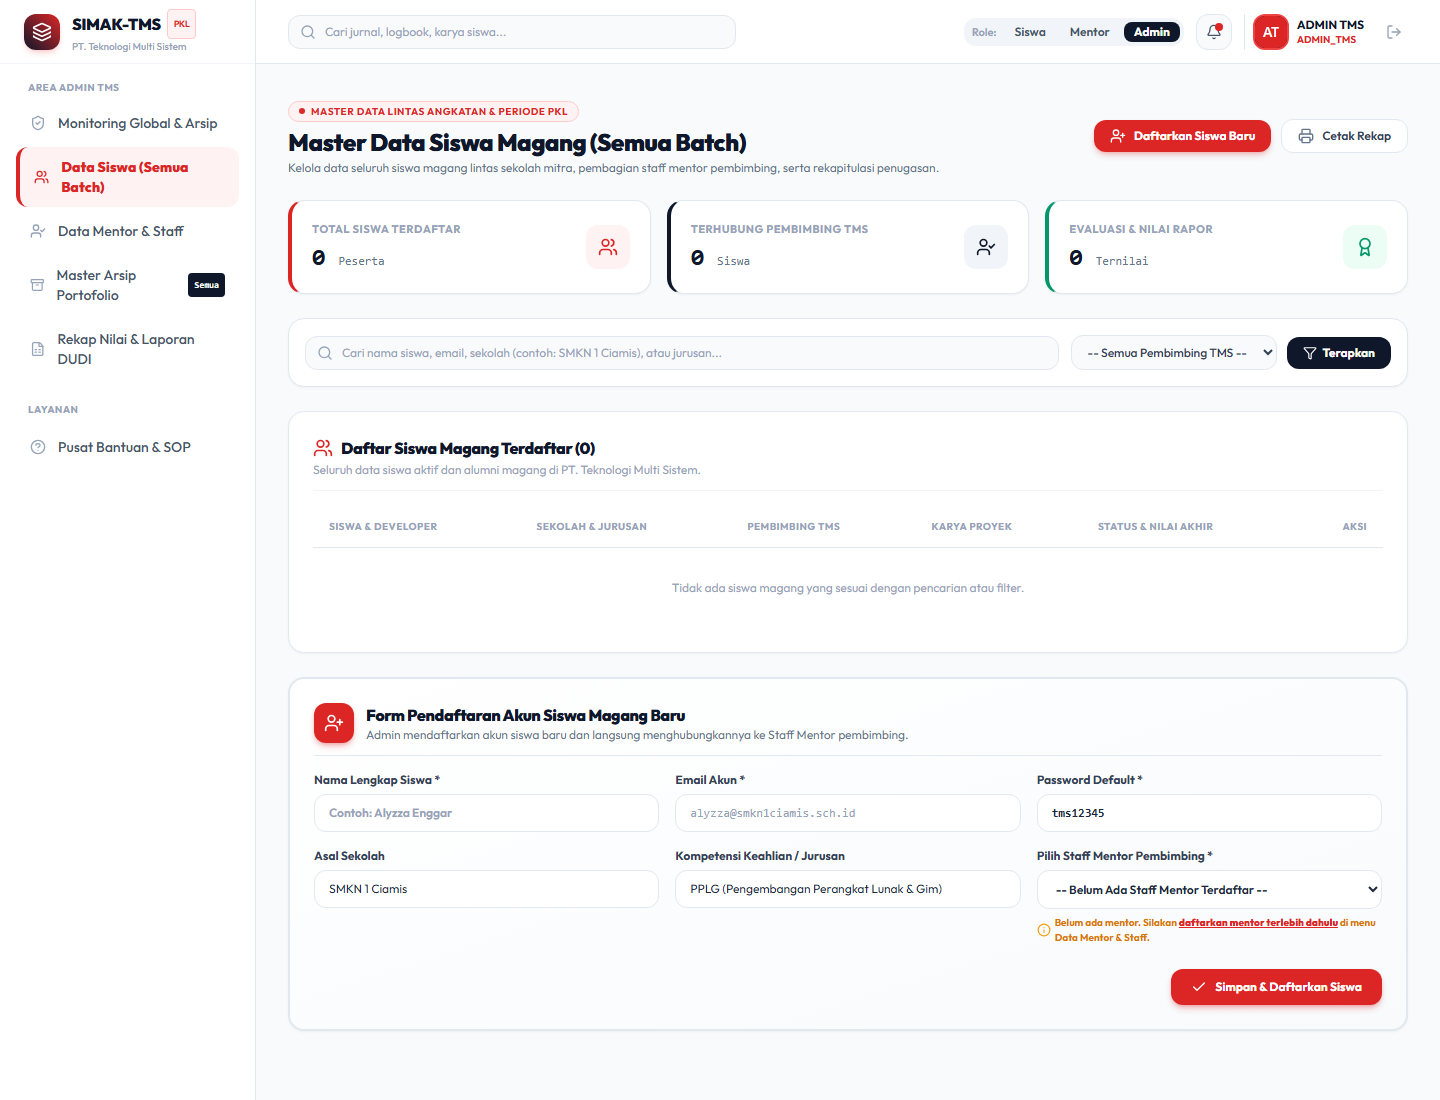 SIMAK-TMS PKL
PT. Teknologi Multi Sistem
Cari jurnal, logbook, karya siswa...
Role: Siswa Mentor Admin
AT
ADMIN TMS
ADMIN_TMS
AREA ADMIN TMS
Monitoring Global & Arsip
Data Siswa (Semua
Batch)
Data Mentor & Staff
Master Arsip
Portofolio
Semua
Rekap Nilai & Laporan
DUDI
LAYANAN
Pusat Bantuan & SOP
MASTER DATA LINTAS ANGKATAN & PERIODE PKL
Master Data Siswa Magang (Semua Batch)
Kelola data seluruh siswa magang lintas sekolah mitra, pembagian staff mentor pembimbing, serta rekapitulasi penugasan.
Daftarkan Siswa Baru
Cetak Rekap
TOTAL SISWA TERDAFTAR
0 Peserta
TERHUBUNG PEMBIMBING TMS
0 Siswa
EVALUASI & NILAI RAPOR
0 Ternilai
Cari nama siswa, email, sekolah (contoh: SMKN 1 Ciamis), atau jurusan...
-- Semua Pembimbing TMS --
Terapkan
Daftar Siswa Magang Terdaftar (0)
Seluruh data siswa aktif dan alumni magang di PT. Teknologi Multi Sistem.
SISWA & DEVELOPER SEKOLAH & JURUSAN PEMBIMBING TMS KARYA PROYEK STATUS & NILAI AKHIR AKSI
Tidak ada siswa magang yang sesuai dengan pencarian atau filter.
Form Pendaftaran Akun Siswa Magang Baru
Admin mendaftarkan akun siswa baru dan langsung menghubungkannya ke Staff Mentor pembimbing.
Nama Lengkap Siswa * Email Akun * Password Default *
Contoh: Alyzza Enggar alyzza@smkn1ciamis.sch.id tms12345
Asal Sekolah Kompetensi Keahlian / Jurusan Pilih Staff Mentor Pembimbing *
SMKN 1 Ciamis PPLG (Pengembangan Perangkat Lunak & Gim) -- Belum Ada Staff Mentor Terdaftar --
Belum ada mentor. Silakan daftarkan mentor terlebih dahulu di menu
Data Mentor & Staff.
Simpan & Daftarkan Siswa